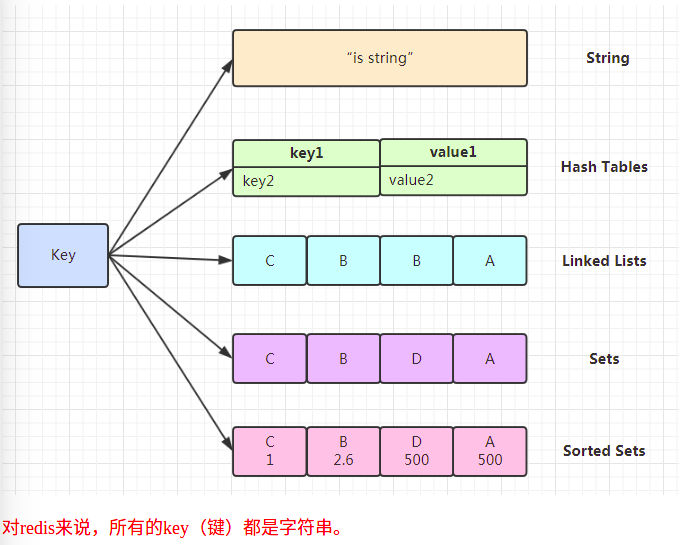 “is string”
String
key1 value1
key2 value2
Hash Tables
Key
C B B A
Linked Lists
C B D A
Sets
C B D A
1 2.6 500 500
Sorted Sets
对redis来说，所有的key（键）都是字符串。